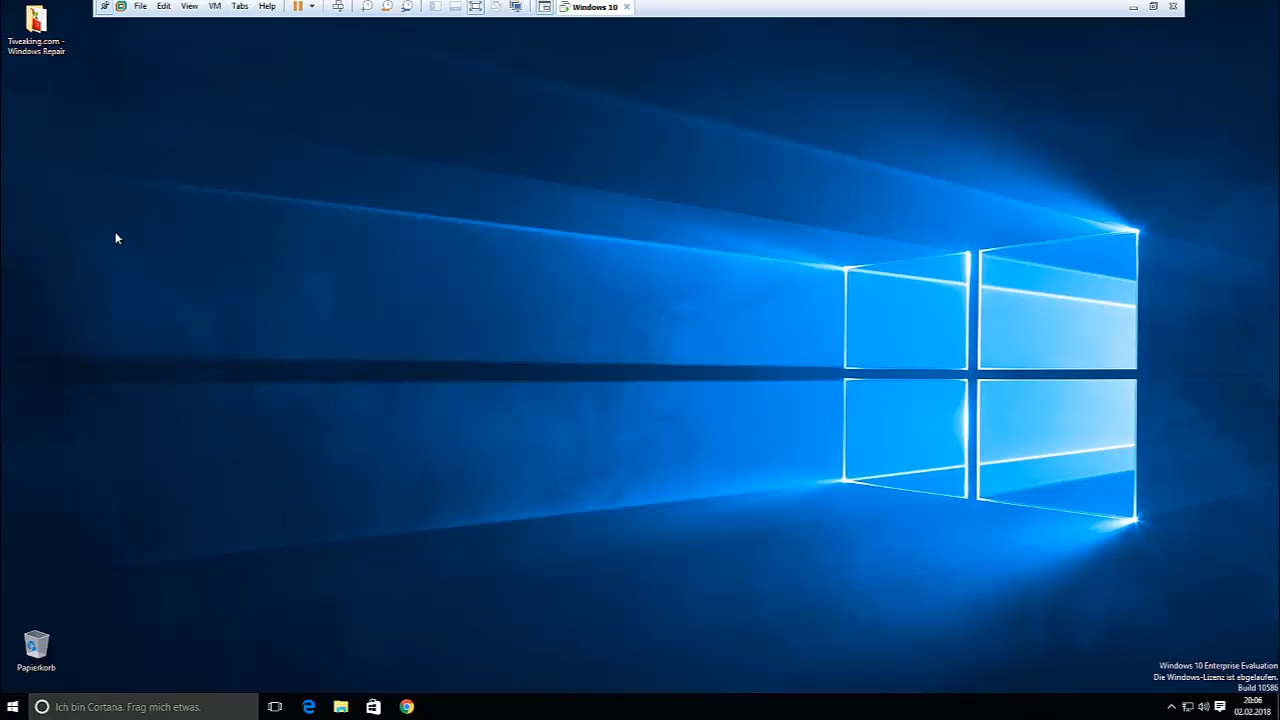 File Edit View VM Tabs Help Windows 10
Tweaking.com -
Windows Repair
Papierkorb
Windows 10 Enterprise Evaluation
Die Windows-Lizenz ist abgelaufen.
Build 10586
Ich bin Cortana. Frag mich etwas.
20:06
02.02.2018